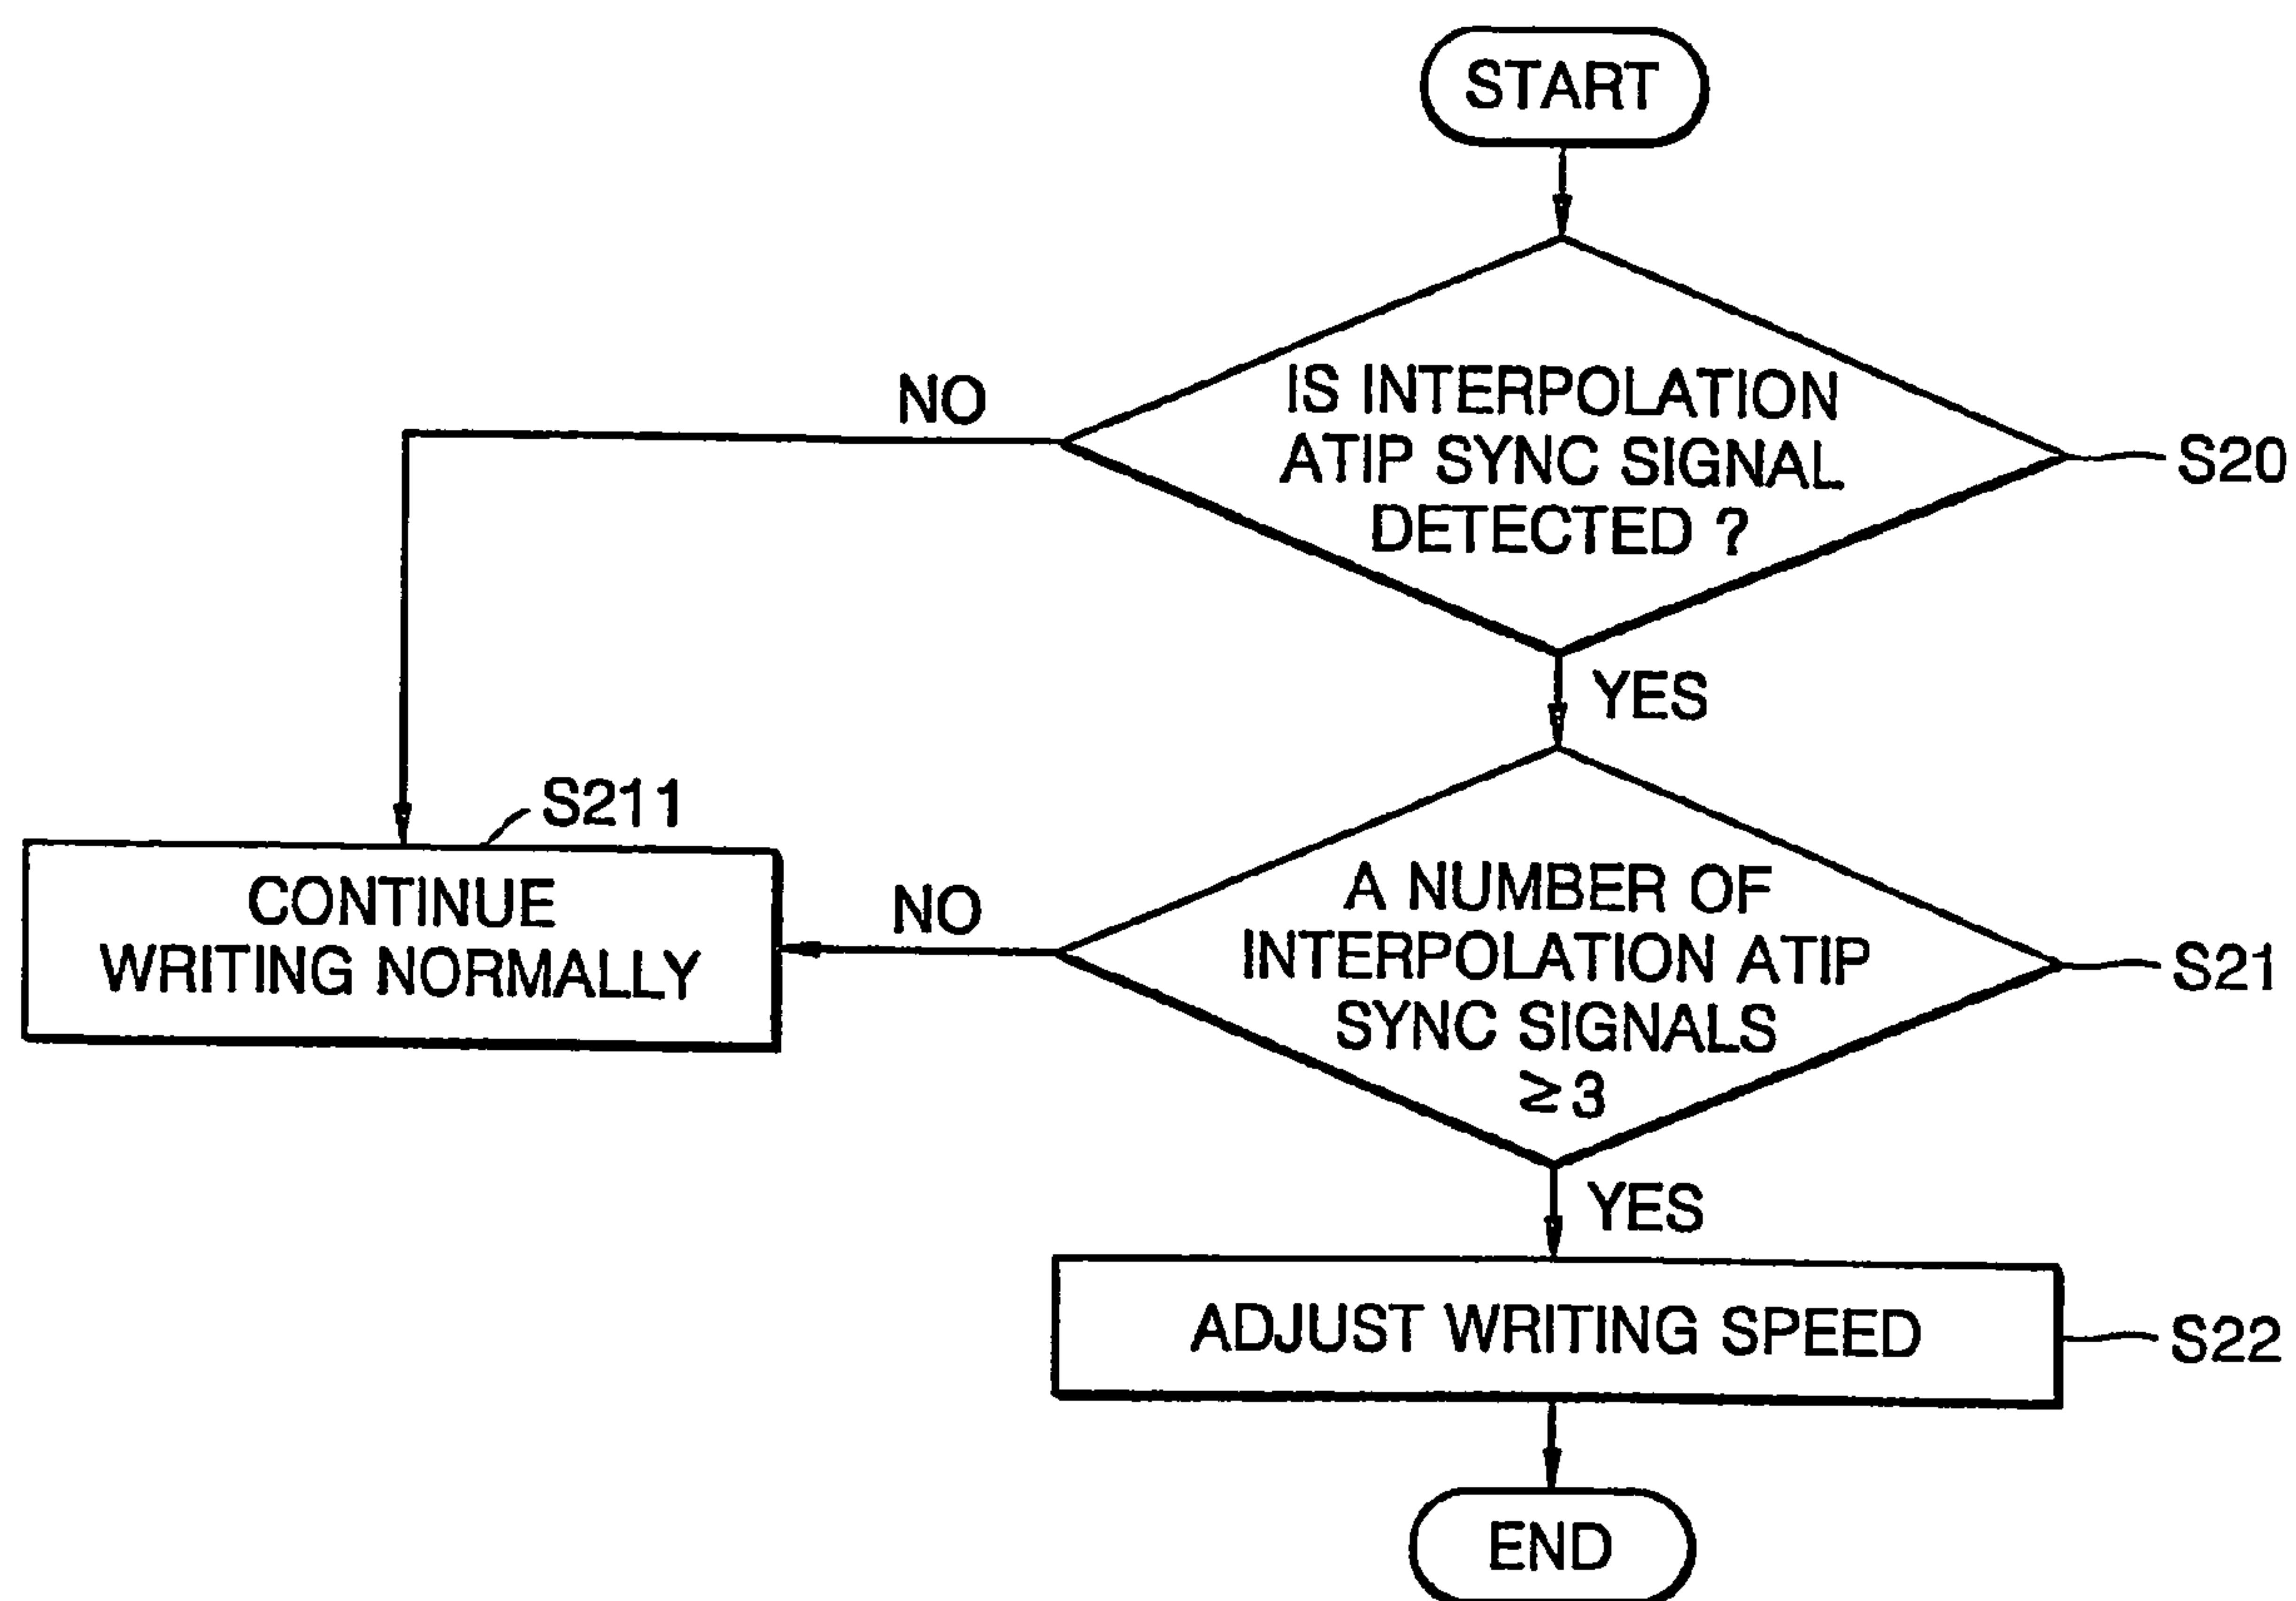 START
IS INTERPOLATION
ATIP SYNC SIGNAL
DETECTED ?
S20
NO
YES
S211
CONTINUE
WRITING NORMALLY
NO
A NUMBER OF
INTERPOLATION ATIP
SYNC SIGNALS
≥ 3
S21
YES
ADJUST WRITING SPEED
S22
END